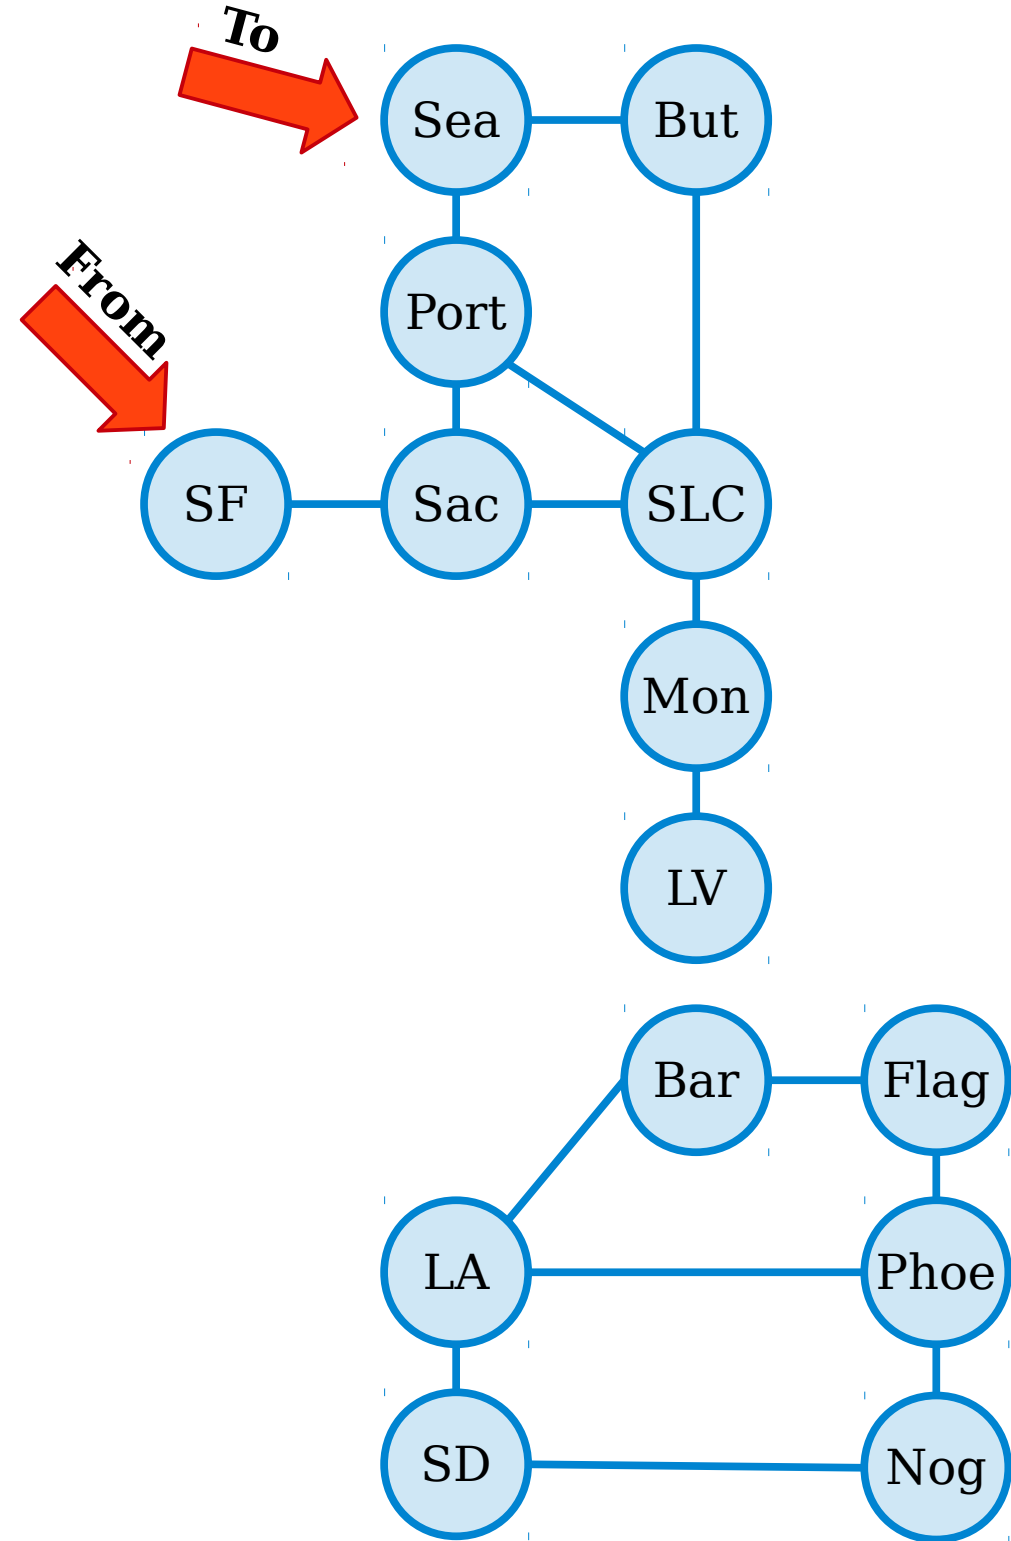 To
Sea
But
From
Port
SF
Sac
SLC
Mon
LV
Bar
Flag
LA
Phoe
SD
Nog